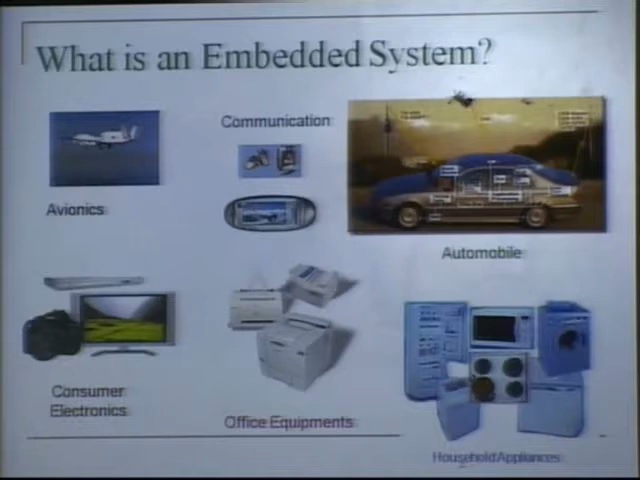 What is an Embedded System?
Communication
Avionics
Automobile
Consumer
Electronics
Office Equipments
Household Appliances